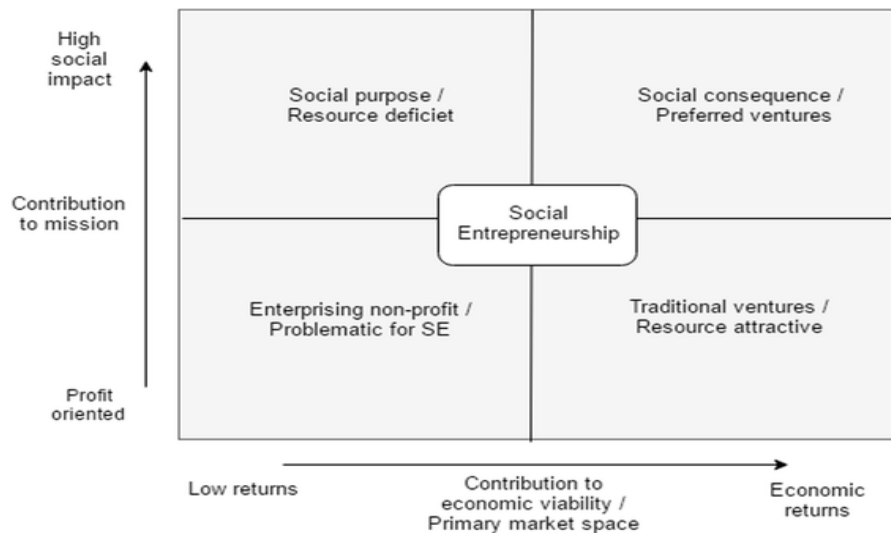 High
social
impact
Social purpose /
Resource deficiet
Social consequence /
Preferred ventures
Contribution
to mission
Social
Entrepreneurship
Enterprising non-profit /
Problematic for SE
Traditional ventures /
Resource attractive
Profit
oriented
Low returns
Contribution to
economic viability /
Primary market space
Economic
returns